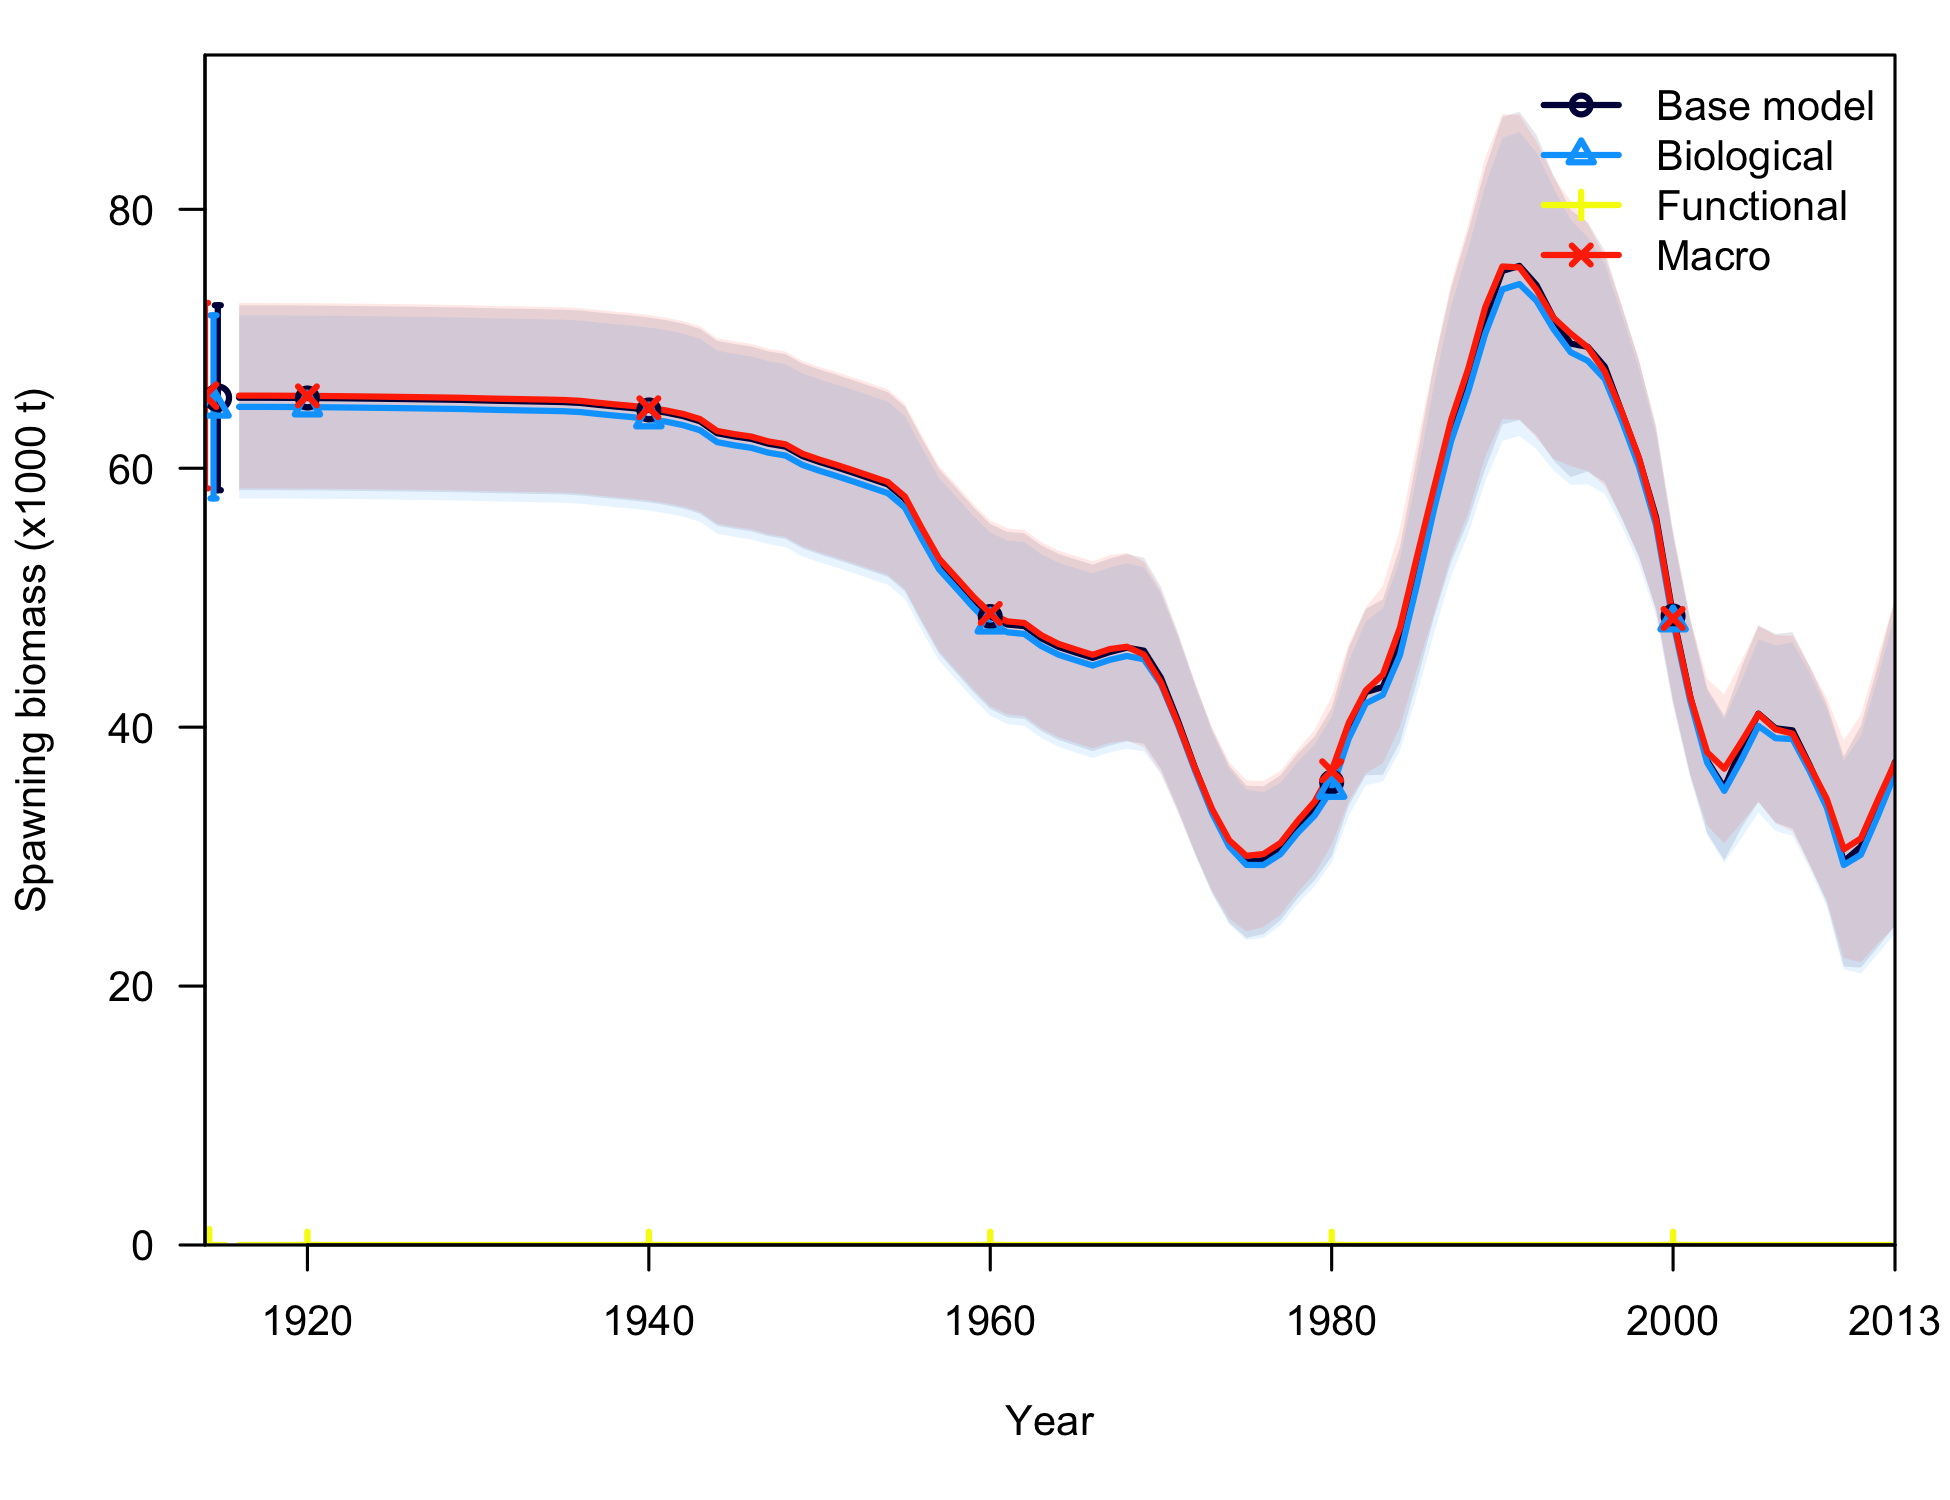 Base model
Biological
Functional
Macro
Spawning biomass (x1000 t)
80
60
40
20
0
1920 1940 1960 1980 2000 2013
Year